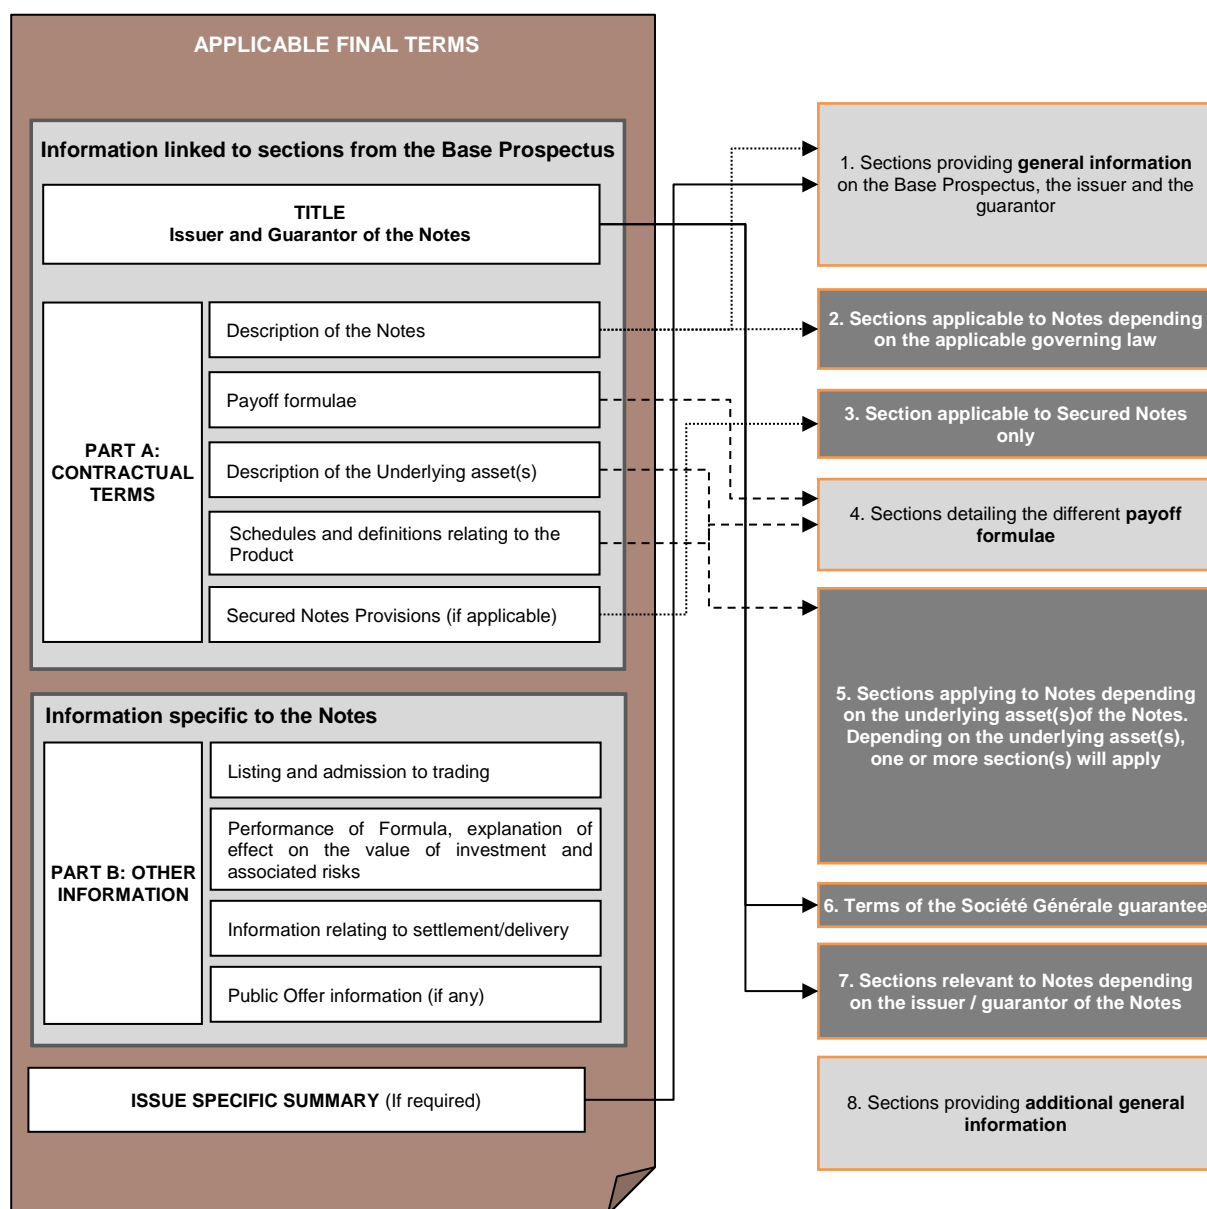 APPLICABLE FINAL TERMS
Information linked to sections from the Base Prospectus
TITLE
Issuer and Guarantor of the Notes
PART A:
CONTRACTUAL
TERMS
Description of the Notes
Payoff formulae
Description of the Underlying asset(s)
Schedules and definitions relating to the
Product
Secured Notes Provisions (if applicable)
Information specific to the Notes
PART B: OTHER
INFORMATION
Listing and admission to trading
Performance of Formula, explanation of
effect on the value of investment and
associated risks
Information relating to settlement/delivery
Public Offer information (if any)
ISSUE SPECIFIC SUMMARY (If required)
1. Sections providing general information
on the Base Prospectus, the issuer and the
guarantor
2. Sections applicable to Notes depending
on the applicable governing law
3. Section applicable to Secured Notes
only
4. Sections detailing the different payoff
formulae
5. Sections applying to Notes depending
on the underlying asset(s)of the Notes.
Depending on the underlying asset(s),
one or more section(s) will apply
6. Terms of the Société Générale guarantee
7. Sections relevant to Notes depending
on the issuer / guarantor of the Notes
8. Sections providing additional general
information